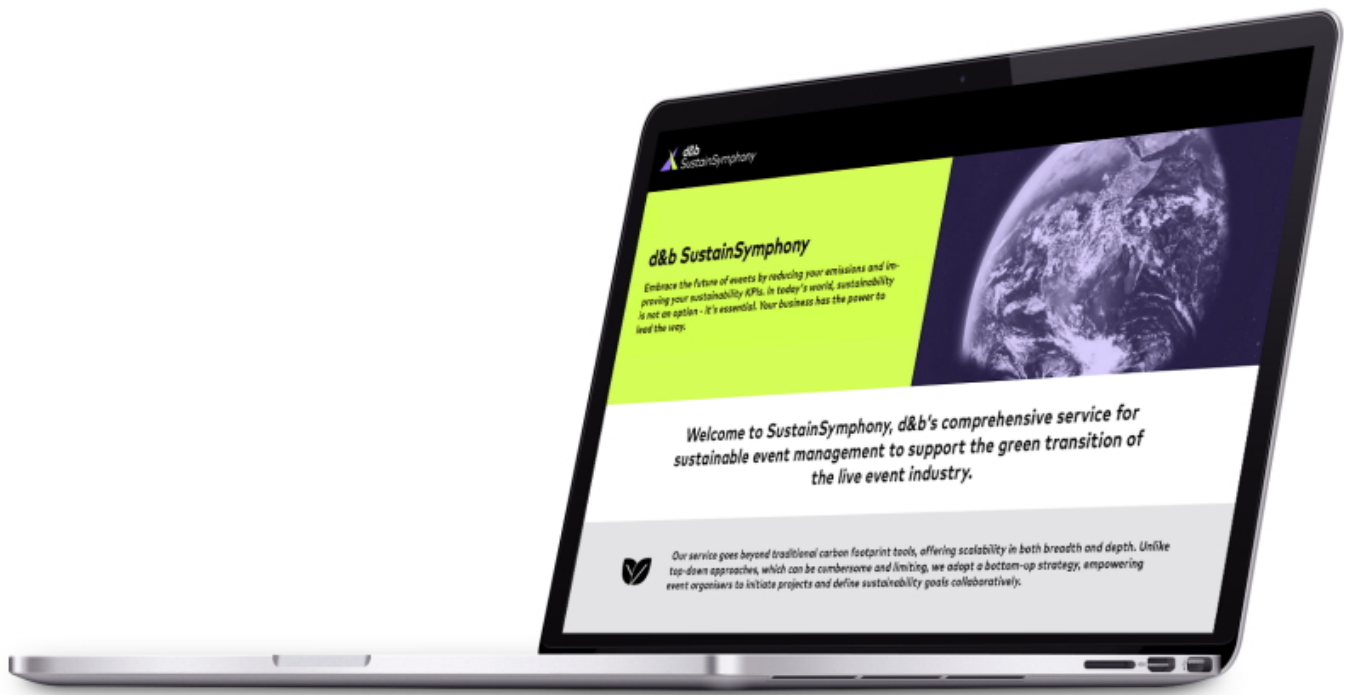 d&b
SustainSymphony
d&b SustainSymphony
Embrace the future of events by reducing your emissions and im-
proving your sustainability KPIs. In today's world, sustainability
is not an option - it's essential. Your business has the power to
lead the way.
Welcome to SustainSymphony, d&b's comprehensive service for
sustainable event management to support the green transition of
the live event industry.
Our service goes beyond traditional carbon footprint tools, offering scalability in both breadth and depth. Unlike
top-down approaches, which can be cumbersome and limiting, we adopt a bottom-up strategy, empowering
event organisers to initiate projects and define sustainability goals collaboratively.